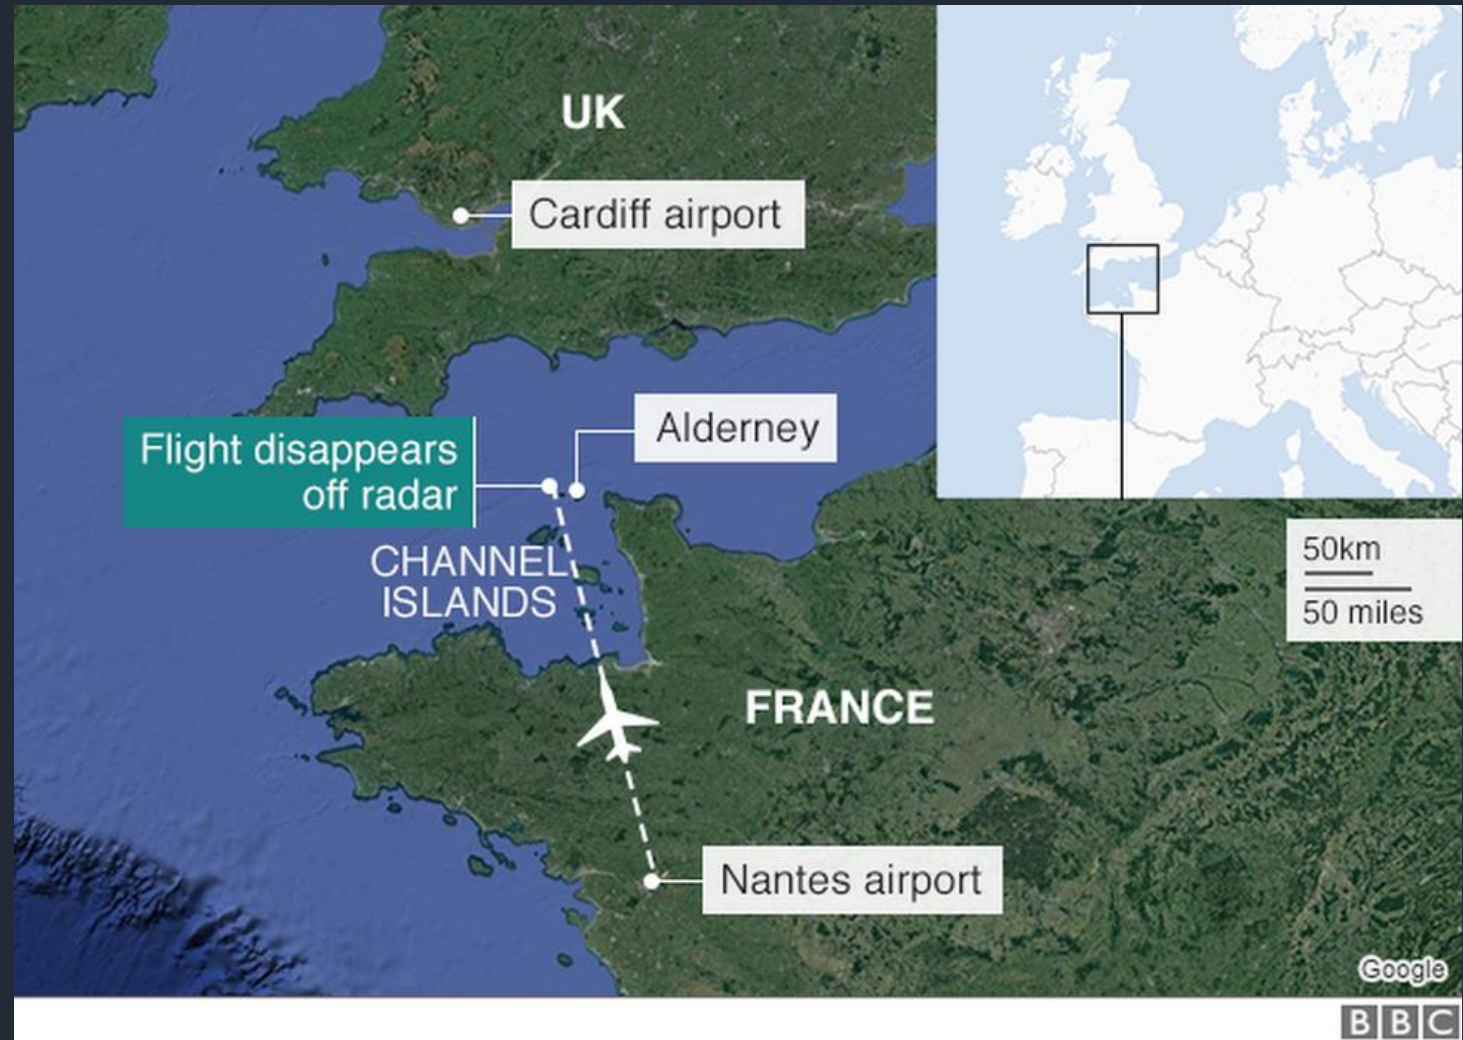 UK
Cardiff airport
Alderney
Flight disappears
off radar
CHANNEL
ISLANDS
50km
50 miles
FRANCE
Nantes airport
Google
BBC